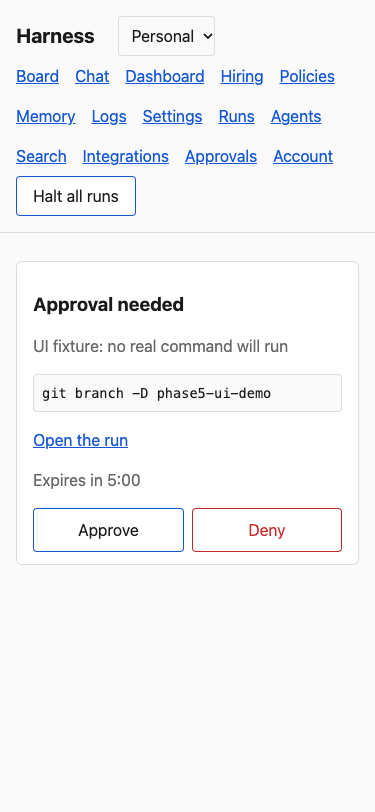 Harness Personal
Board Chat Dashboard Hiring Policies
Memory Logs Settings Runs Agents
Search Integrations Approvals Account
Halt all runs
Approval needed
UI fixture: no real command will run
git branch -D phase5-ui-demo
Open the run
Expires in 5:00
Approve Deny